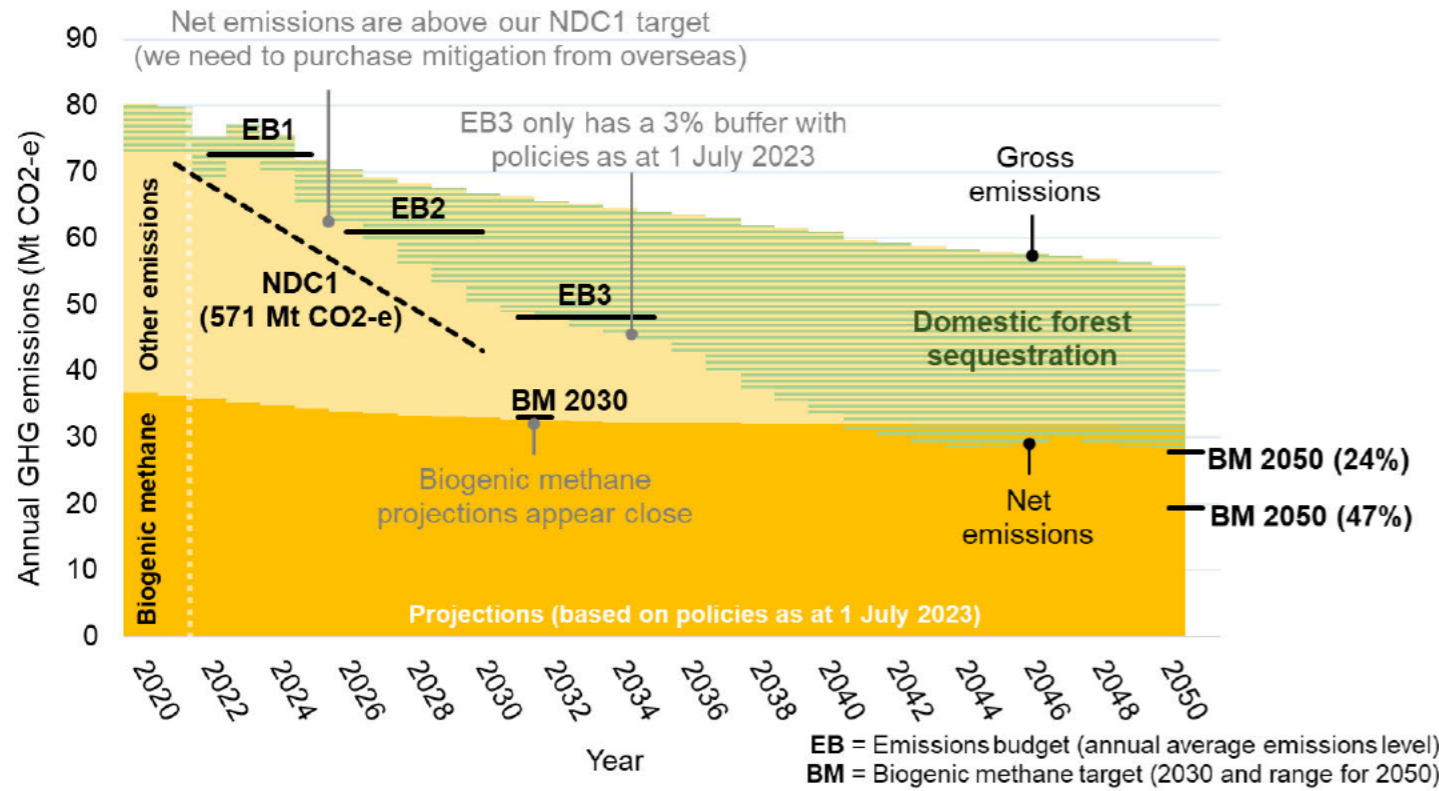 Net emissions are above our NDC1 target
(we need to purchase mitigation from overseas)
EB3 only has a 3% buffer with
policies as at 1 July 2023
Annual GHG emissions (Mt CO2-e)
90
80
70
60
50
40
30
20
10
0
Other emissions
Biogenic methane
EB1
EB2
EB3
NDC1
(571 Mt CO2-e)
BM 2030
Biogenic methane
projections appear close
Gross
emissions
Domestic forest
sequestration
Net
emissions
BM 2050 (24%)
BM 2050 (47%)
Projections (based on policies as at 1 July 2023)
2020
2022
2024
2026
2028
2030
2031
2032
2034
2036
2038
2040
2042
2044
2046
2048
2050
Year
EB = Emissions budget (annual average emissions level)
BM = Biogenic methane target (2030 and range for 2050)